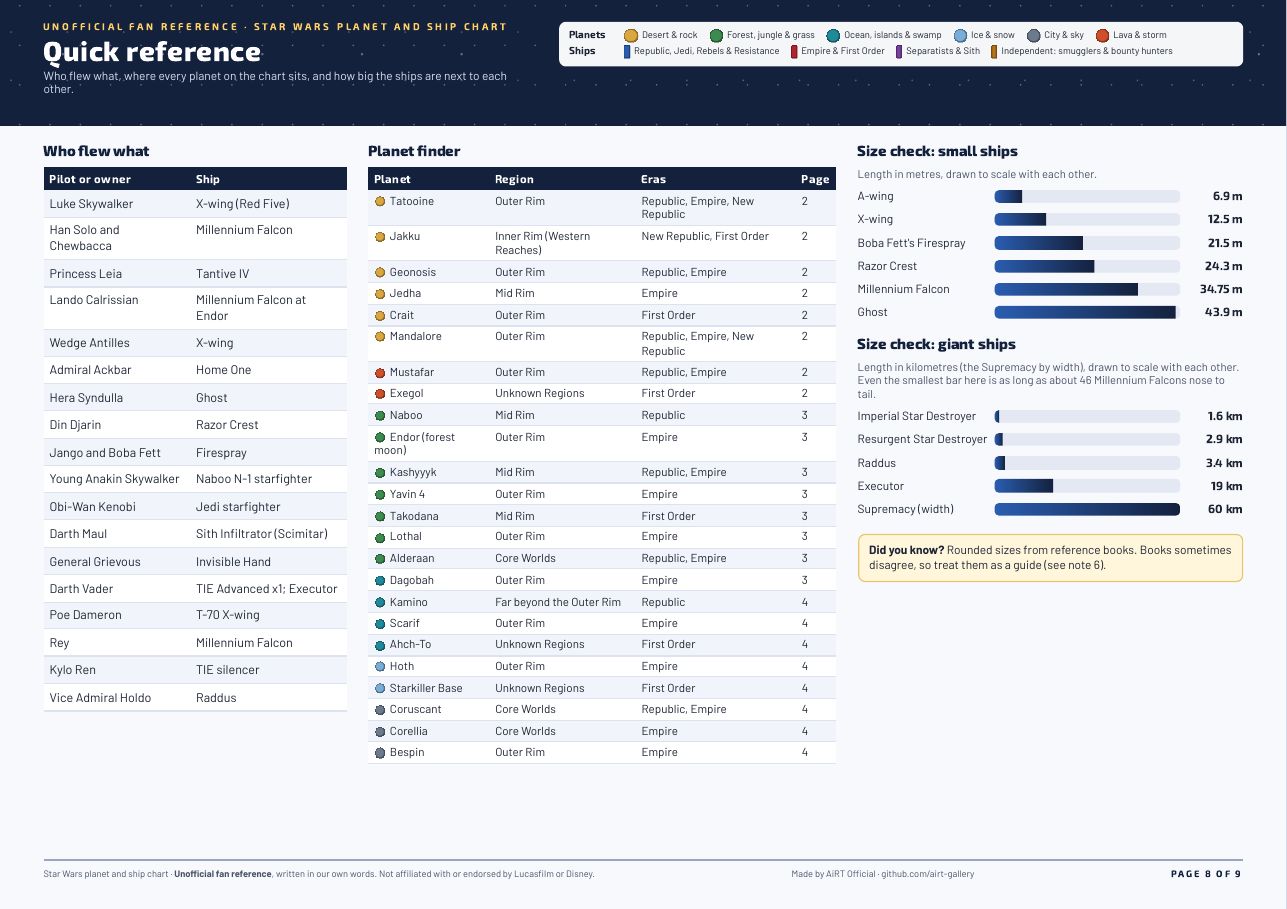 UNOFFICIAL FAN REFERENCE · STAR WARS PLANET AND SHIP CHART
Quick reference
Who flew what, where every planet on the chart sits, and how big the ships are next to each
other.
Planets Desert & rock Forest, jungle & grass Ocean, islands & swamp Ice & snow City & sky Lava & storm
Ships Republic, Jedi, Rebels & Resistance Empire & First Order Separatists & Sith Independent: smugglers & bounty hunters
Who flew what
Pilot or owner Ship
Luke Skywalker X-wing (Red Five)
Han Solo and Millennium Falcon
Chewbacca
Princess Leia Tantive IV
Lando Calrissian Millennium Falcon at
Endor
Wedge Antilles X-wing
Admiral Ackbar Home One
Hera Syndulla Ghost
Din Djarin Razor Crest
Jango and Boba Fett Firespray
Young Anakin Skywalker Naboo N-1 starfighter
Obi-Wan Kenobi Jedi starfighter
Darth Maul Sith Infiltrator (Scimitar)
General Grievous Invisible Hand
Darth Vader TIE Advanced x1; Executor
Poe Dameron T-70 X-wing
Rey Millennium Falcon
Kylo Ren TIE silencer
Vice Admiral Holdo Raddus
Planet finder
Planet Region Eras Page
Tatooine Outer Rim Republic, Empire, New 2
Republic
Jakku Inner Rim (Western New Republic, First Order 2
Reaches)
Geonosis Outer Rim Republic, Empire 2
Jedha Mid Rim Empire 2
Crait Outer Rim First Order 2
Mandalore Outer Rim Republic, Empire, New 2
Republic
Mustafar Outer Rim Republic, Empire 2
Exegol Unknown Regions First Order 2
Naboo Mid Rim Republic 3
Endor (forest Outer Rim Empire 3
moon)
Kashyyyk Mid Rim Republic, Empire 3
Yavin 4 Outer Rim Empire 3
Takodana Mid Rim First Order 3
Lothal Outer Rim Empire 3
Alderaan Core Worlds Republic, Empire 3
Dagobah Outer Rim Empire 3
Kamino Far beyond the Outer Rim Republic 4
Scarif Outer Rim Empire 4
Ahch-To Unknown Regions First Order 4
Hoth Outer Rim Empire 4
Starkiller Base Unknown Regions First Order 4
Coruscant Core Worlds Republic, Empire 4
Corellia Core Worlds Empire 4
Bespin Outer Rim Empire 4
Size check: small ships
Length in metres, drawn to scale with each other.
A-wing 6.9 m
X-wing 12.5 m
Boba Fett's Firespray 21.5 m
Razor Crest 24.3 m
Millennium Falcon 34.75 m
Ghost 43.9 m
Size check: giant ships
Length in kilometres (the Supremacy by width), drawn to scale with each other.
Even the smallest bar here is as long as about 46 Millennium Falcons nose to
tail.
Imperial Star Destroyer 1.6 km
Resurgent Star Destroyer 2.9 km
Raddus 3.4 km
Executor 19 km
Supremacy (width) 60 km
Did you know? Rounded sizes from reference books. Books sometimes
disagree, so treat them as a guide (see note 6).
Star Wars planet and ship chart · Unofficial fan reference, written in our own words. Not affiliated with or endorsed by Lucasfilm or Disney.
Made by AiRT Official · github.com/airt-gallery
PAGE 8 OF 9